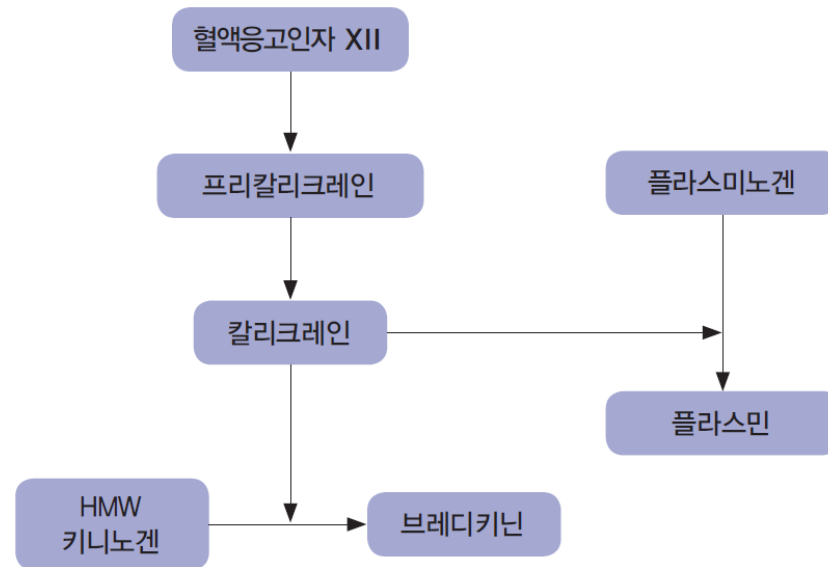 혈액응고인자 XII
프리칼리크레인
플라스미노겐
칼리크레인
플라스민
HMW
키니노겐
브레디키닌